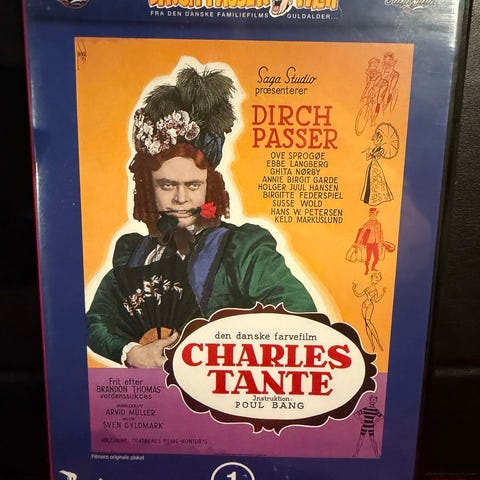 FRA DEN DANSKE FAMILIEFILMS GULDALDER...
Saga Studio
præsenterer
DIRCH
PASSER
OVE SPROGØE
EBBE LANGBERG
GHITA NØRBY
ANNIE BIRGIT GARDE
HOLGER JUUL HANSEN
BIRGITTE FEDERSPIEL
SUSSE WOLD
HANS W. PETERSEN
KELD MARKUSLUND
den danske farvefilm
CHARLES
TANTE
Instruktion:
POUL BANG
Frit efter
BRANDON THOMAS'
verdenssukces
MANUSKRIPT
ARVID MÜLLER
SVEN GYLDMARK
Filmens originale plakat
1